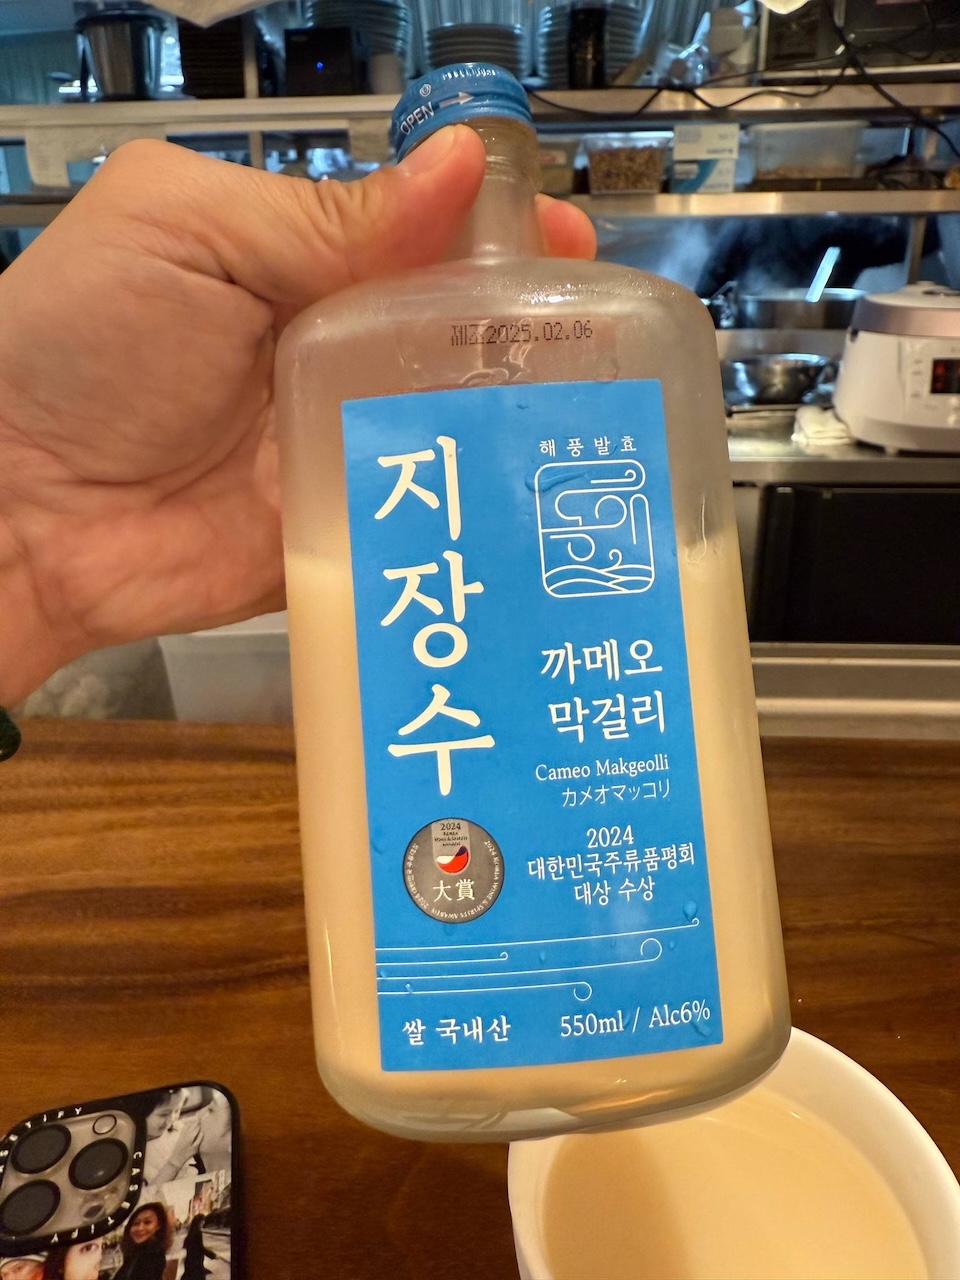 OPEN →
제조2025.02.06
지장수
해풍발효
까메오
막걸리
Cameo Makgeolli
カメオマッコリ
2024
대한민국주류품평회
대상 수상
2024
大賞
쌀 국내산
550ml / Alc6%
CASETIFY